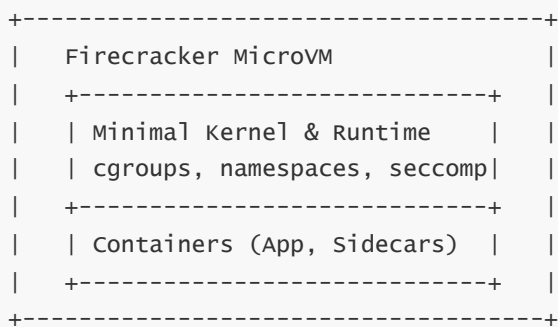 +-------------------------------------+
|   Firecracker MicroVM               |
|   +-----------------------------+   |
|   | Minimal Kernel & Runtime    |   |
|   | cgroups, namespaces, seccomp|   |
|   +-----------------------------+   |
|   | Containers (App, Sidecars)  |   |
|   +-----------------------------+   |
+-------------------------------------+